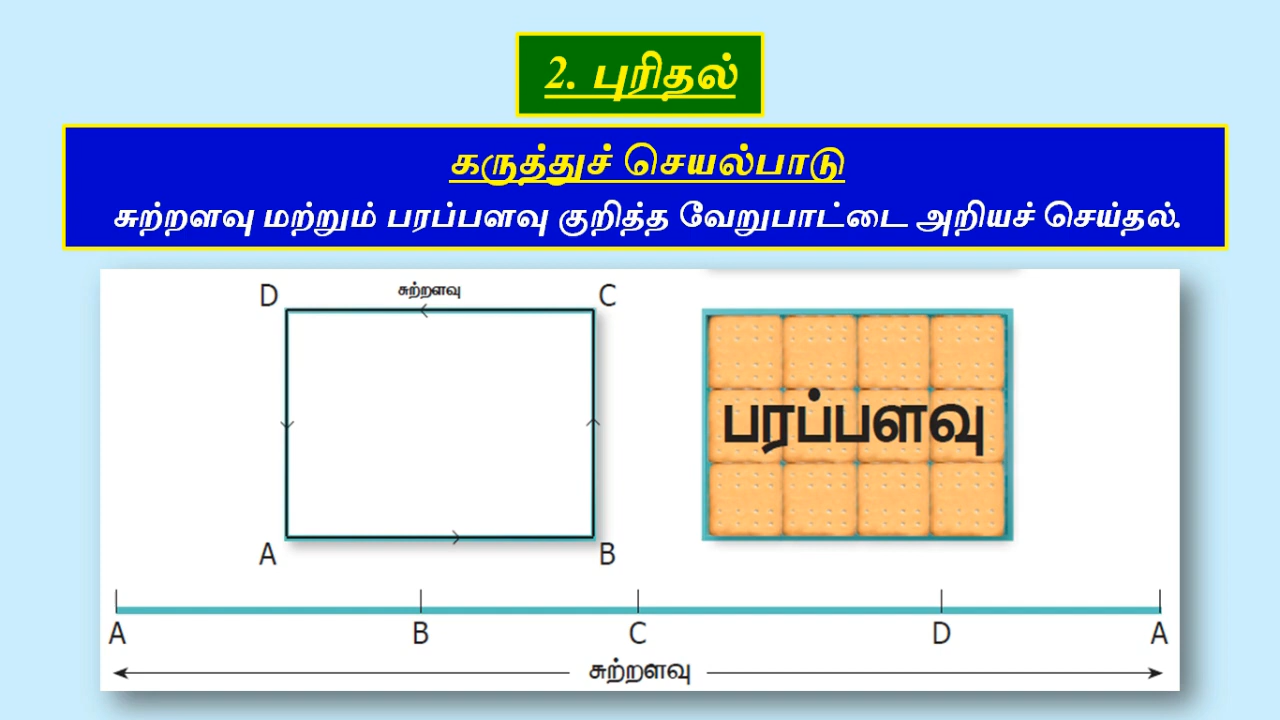 2. புரிதல்
கருத்துச் செயல்பாடு
சுற்றளவு மற்றும் பரப்பளவு குறித்த வேறுபாட்டை அறியச் செய்தல்.
D சுற்றளவு C
பரப்பளவு
A B
A B C D A
சுற்றளவு